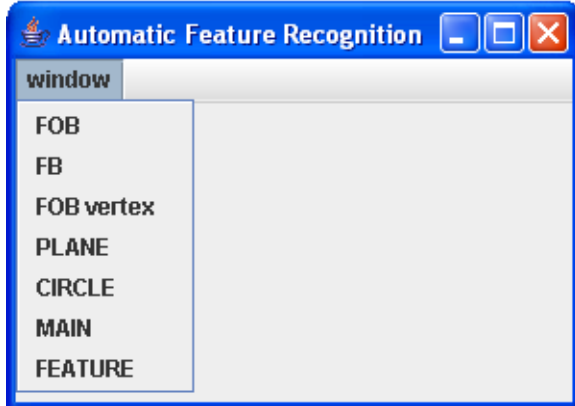 Automatic Feature Recognition
window
FOB
FB
FOB vertex
PLANE
CIRCLE
MAIN
FEATURE